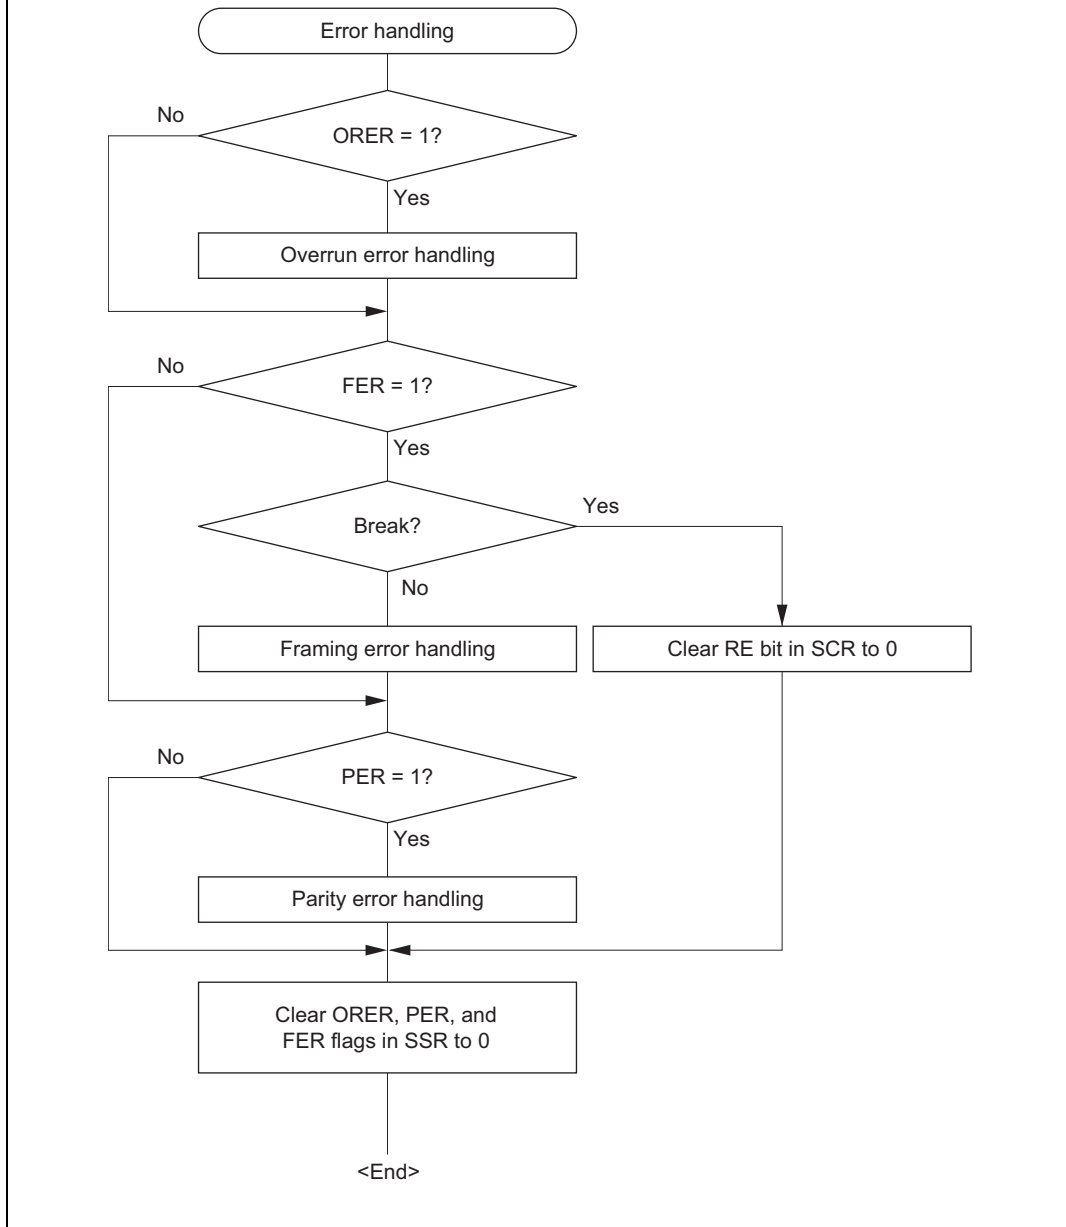 Error handling
No
ORER = 1?
Yes
Overrun error handling
No
FER = 1?
Yes
Yes
Break?
No
Framing error handling
Clear RE bit in SCR to 0
No
PER = 1?
Yes
Parity error handling
Clear ORER, PER, and
FER flags in SSR to 0
<End>